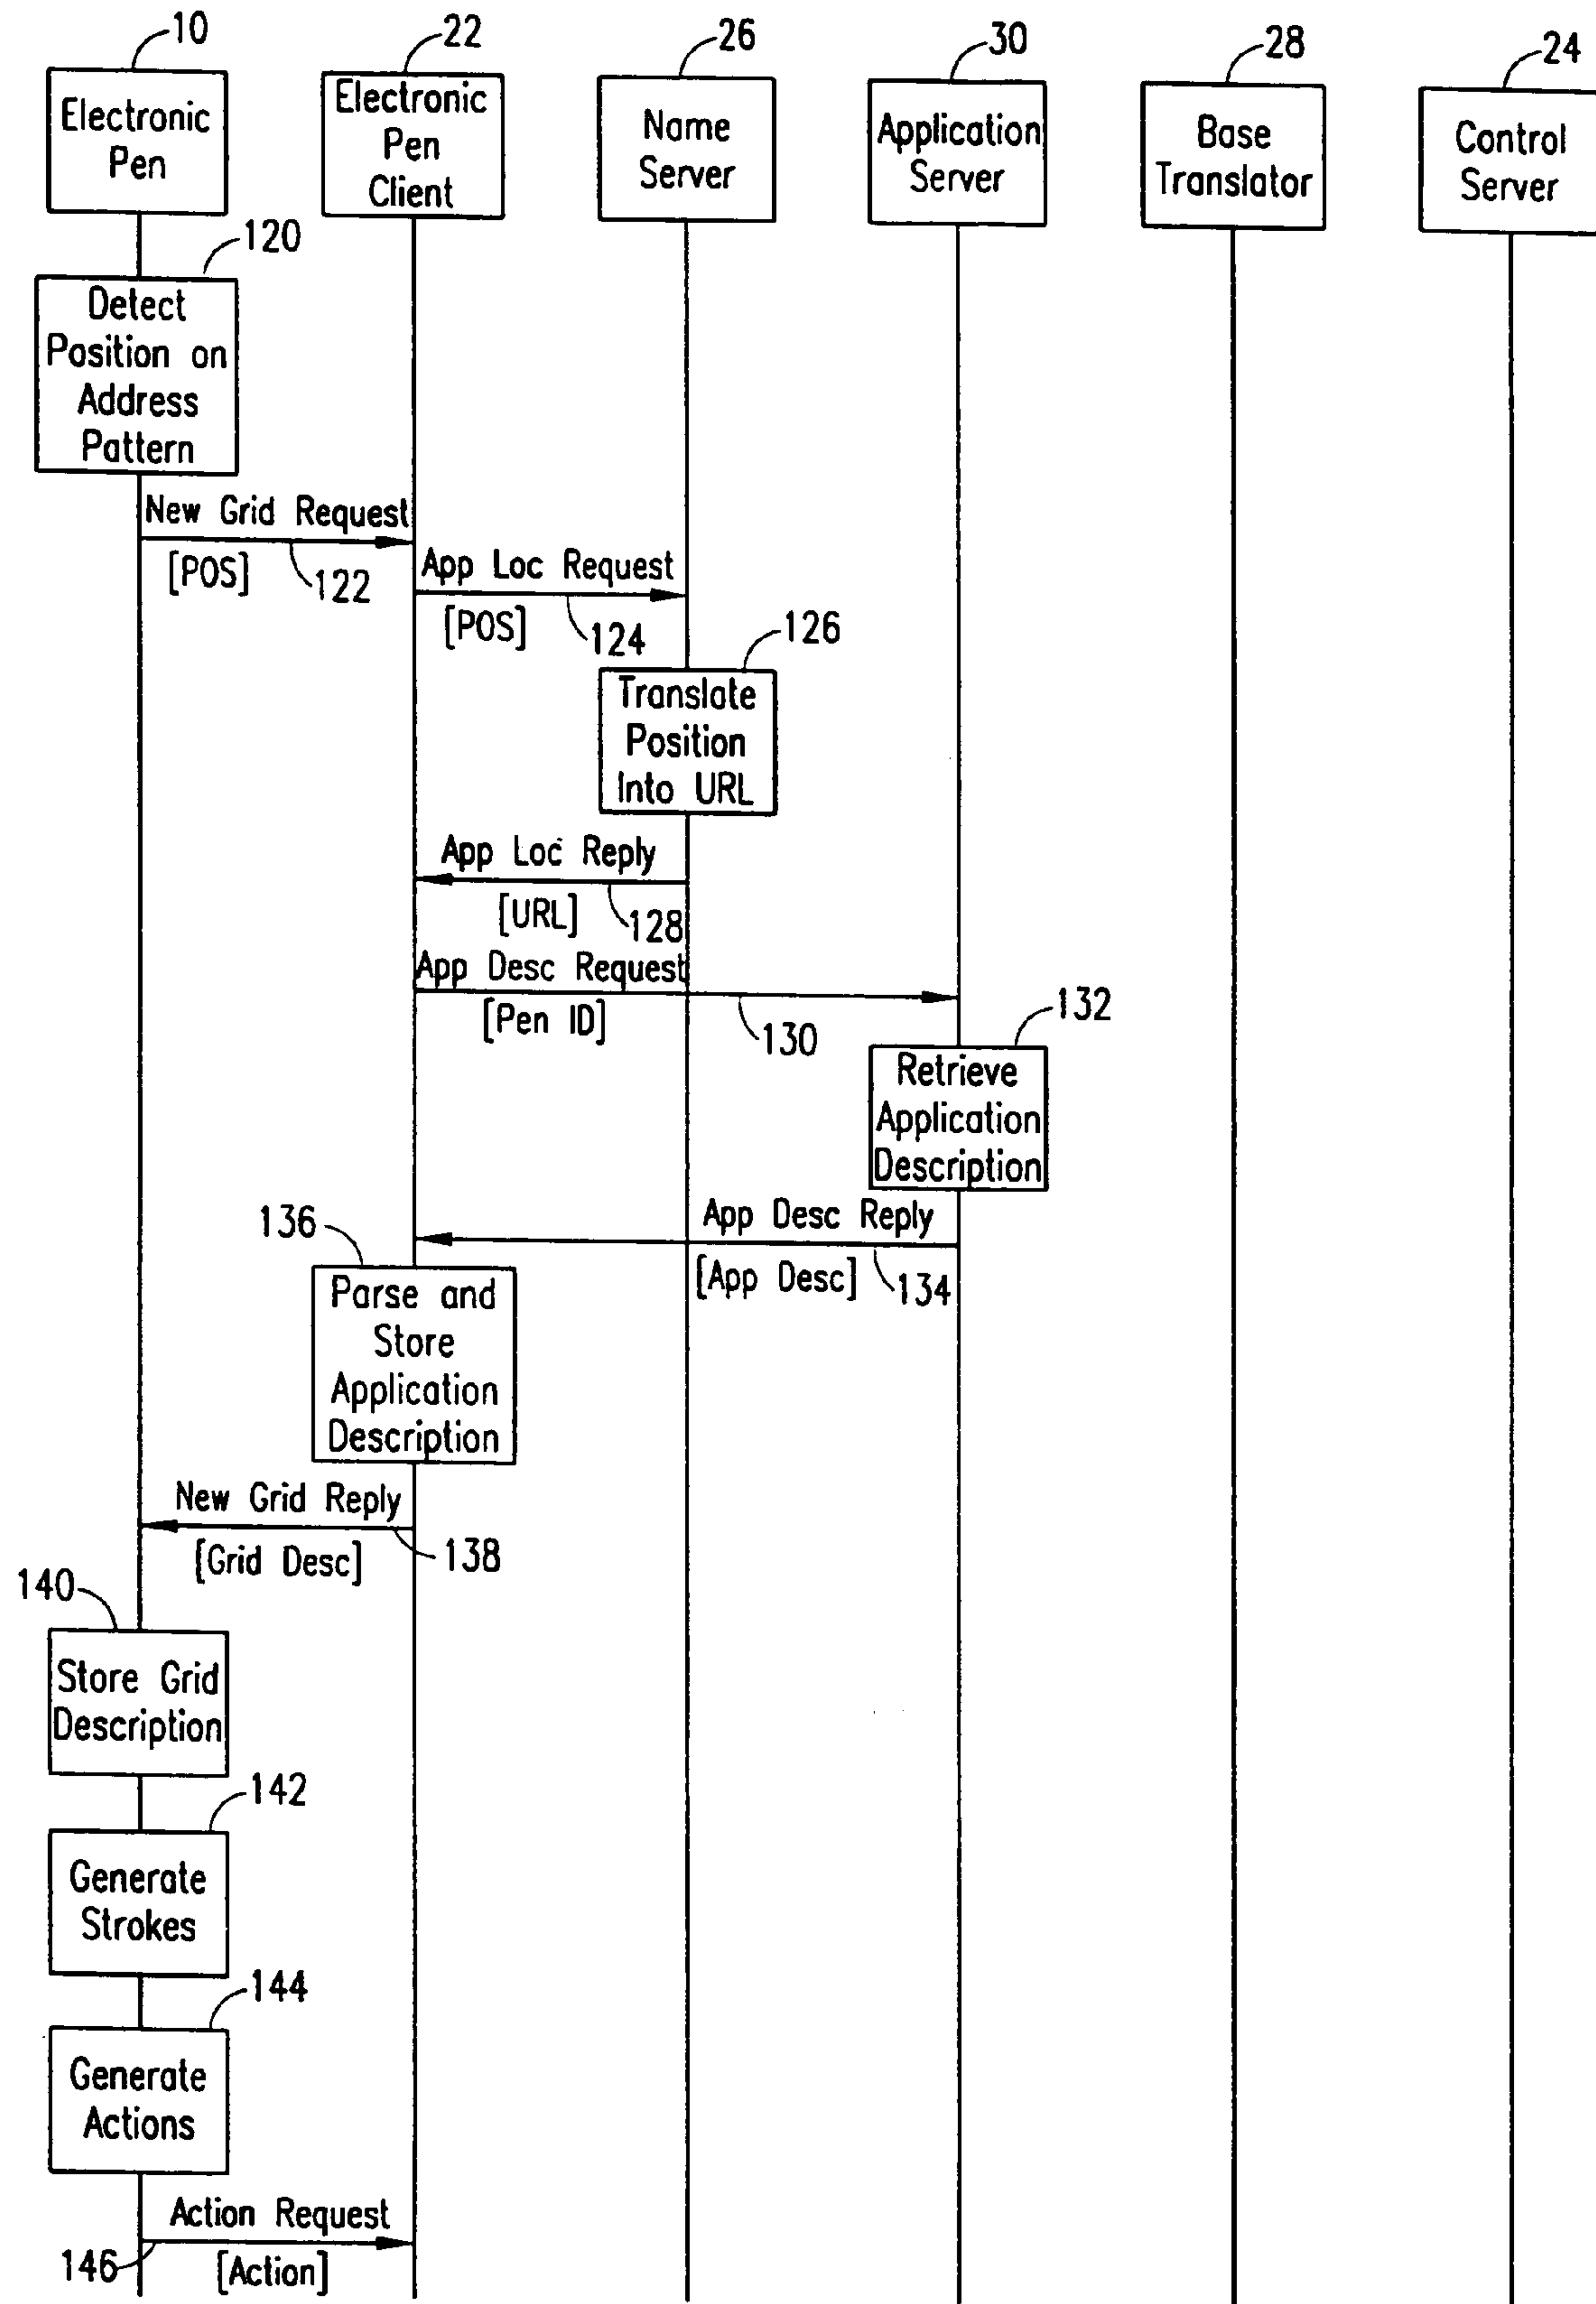 10
22
26
30
28
24
Electronic
Pen
Electronic
Pen
Client
Name
Server
Application
Server
Base
Translator
Control
Server
120
Detect
Position on
Address
Pattern
New Grid Request
[POS]
122
App Loc Request
[POS]
124
126
Translate
Position
Into URL
App Loc Reply
[URL]
128
App Desc Request
[Pen ID]
130
132
Retrieve
Application
Description
App Desc Reply
[App Desc]
134
136
Parse and
Store
Application
Description
New Grid Reply
[Grid Desc]
138
140
Store Grid
Description
142
Generate
Strokes
144
Generate
Actions
Action Request
146
[Action]